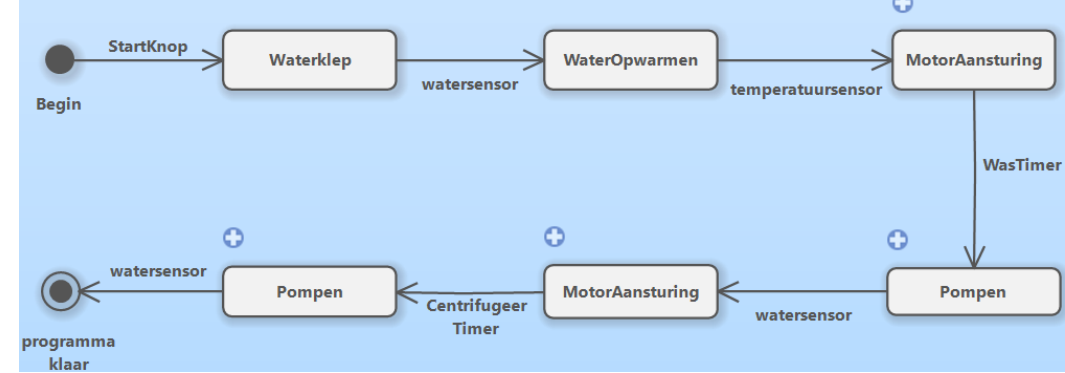 StartKnop
Waterklep
WaterOpwarmen
MotorAansturing
watersensor
temperatuursensor
Begin
WasTimer
watersensor
Pompen
Centrifugeer
Timer
MotorAansturing
watersensor
Pompen
programma
klaar